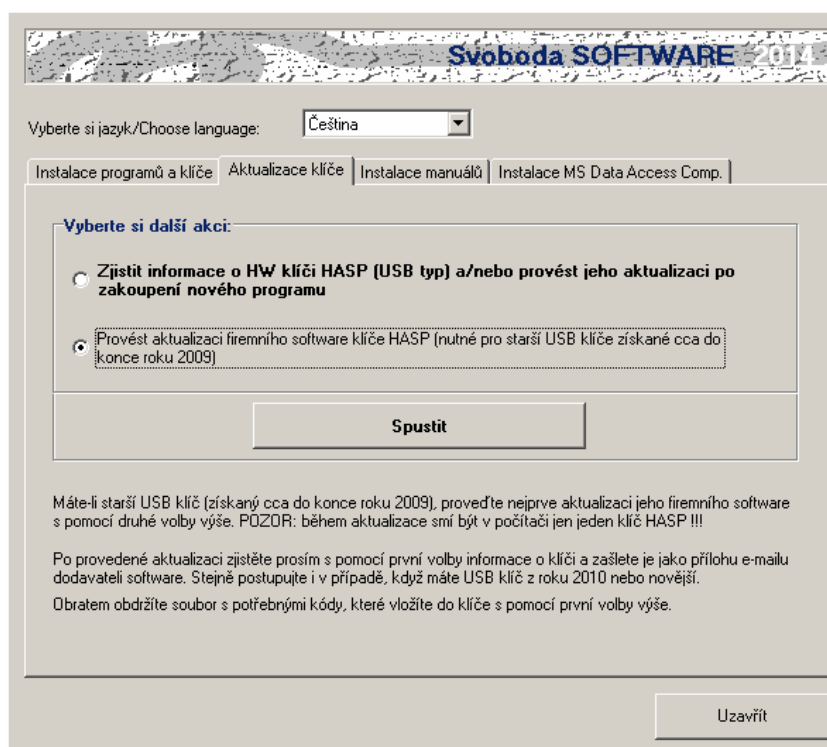 Svoboda SOFTWARE 2014
Vyberte si jazyk/Choose language: Čeština
Instalace programů a klíče Aktualizace klíče Instalace manuálů Instalace MS Data Access Comp.
Vyberte si další akci:
Zjistit informace o HW klíči HASP (USB typ) a/nebo provést jeho aktualizaci po
zakoupení nového programu
Provést aktualizaci firemního software klíče HASP (nutné pro starší USB klíče získané cca do
konce roku 2009)
Spustit
Máte-li starší USB klíč (získaný cca do konce roku 2009), proveďte nejprve aktualizaci jeho firemního software
s pomocí druhé volby výše. POZOR: během aktualizace smí být v počítači jen jeden klíč HASP !!!
Po provedené aktualizaci zjistěte prosím s pomocí první volby informace o klíči a zašlete je jako přílohu e-mailu
dodavateli software. Stejně postupujte i v případě, když máte USB klíč z roku 2010 nebo novější.
Obratem obdržíte soubor s potřebnými kódy, které vložíte do klíče s pomocí první volby výše.
Uzavřít